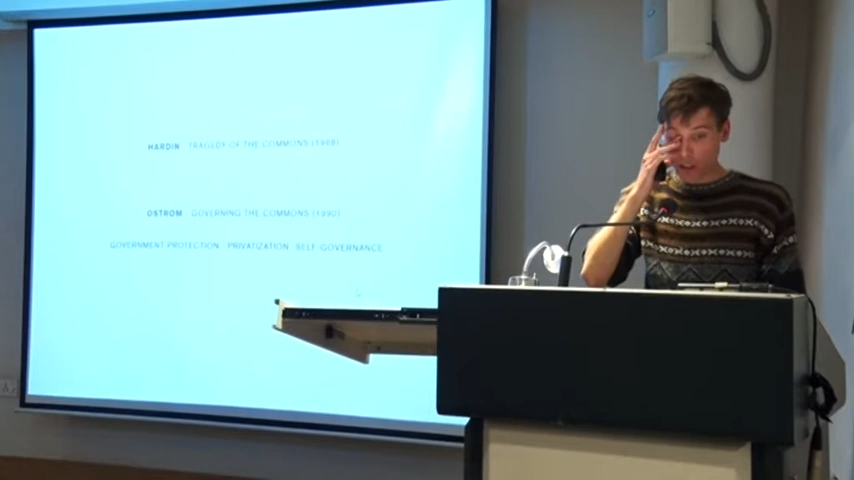 HARDIN TRAGEDY OF THE COMMONS (1968)
OSTROM GOVERNING THE COMMONS (1990)
GOVERNMENT PROTECTION PRIVATIZATION SELF-GOVERNANCE